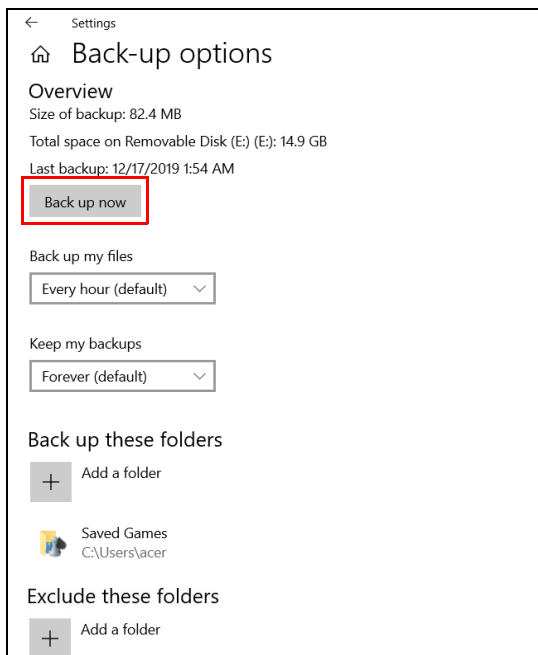 Settings
Back-up options
Overview
Size of backup: 82.4 MB
Total space on Removable Disk (E:) (E:): 14.9 GB
Last backup: 12/17/2019 1:54 AM
Back up now
Back up my files
Every hour (default)
Keep my backups
Forever (default)
Back up these folders
Add a folder
Saved Games
C:\Users\acer
Exclude these folders
Add a folder